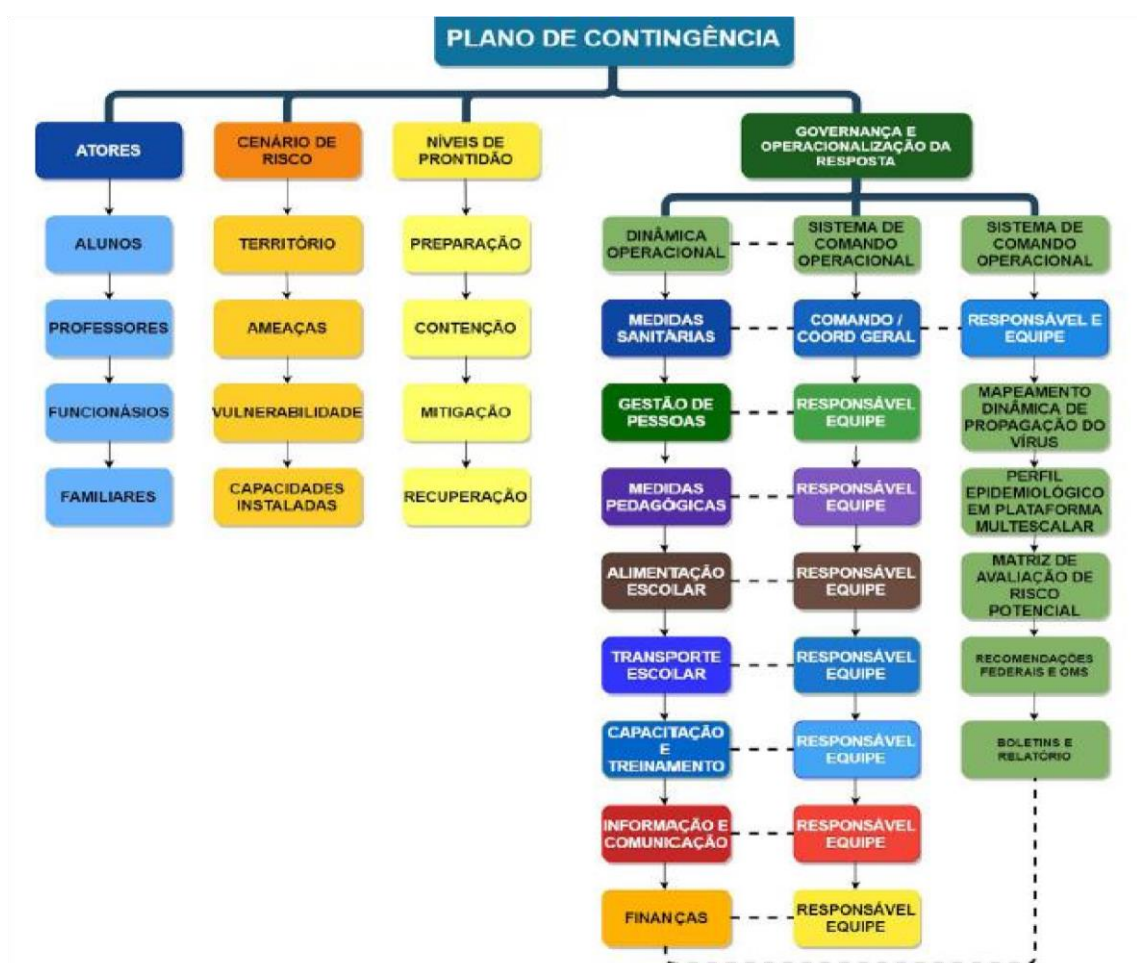 PLANO DE CONTINGÊNCIA
ATORES
ALUNOS
PROFESSORES
FUNCIONÁSIOS
FAMILIARES
CENÁRIO DE
RISCO
TERRITÓRIO
AMEAÇAS
VULNERABILIDADE
CAPACIDADES
INSTALADAS
NÍVEIS DE
PRONTIDÃO
PREPARAÇÃO
CONTENÇÃO
MITIGAÇÃO
RECUPERAÇÃO
GOVERNANÇA E
OPERACIONALIZAÇÃO DA
RESPOSTA
DINÂMICA
OPERACIONAL
MEDIDAS
SANITÁRIAS
GESTÃO DE
PESSOAS
MEDIDAS
PEDAGÓGICAS
ALIMENTAÇÃO
ESCOLAR
TRANSPORTE
ESCOLAR
CAPACITAÇÃO
E
TREINAMENTO
INFORMAÇÃO E
COMUNICAÇÃO
FINANÇAS
SISTEMA DE
COMANDO
OPERACIONAL
COMANDO /
COORD GERAL
RESPONSÁVEL
EQUIPE
RESPONSÁVEL
EQUIPE
RESPONSÁVEL
EQUIPE
RESPONSÁVEL
EQUIPE
RESPONSÁVEL
EQUIPE
RESPONSÁVEL
EQUIPE
RESPONSÁVEL
EQUIPE
SISTEMA DE
COMANDO
OPERACIONAL
RESPONSÁVEL E
EQUIPE
MAPEAMENTO
DINÂMICA DE
PROPAGAÇÃO DO
VÍRUS
PERFIL
EPIDEMIOLÓGICO
EM PLATAFORMA
MULTESCALAR
MATRIZ DE
AVALIAÇÃO DE
RISCO
POTENCIAL
RECOMENDAÇÕES
FEDERAIS E OMS
BOLETINS E
RELATÓRIO